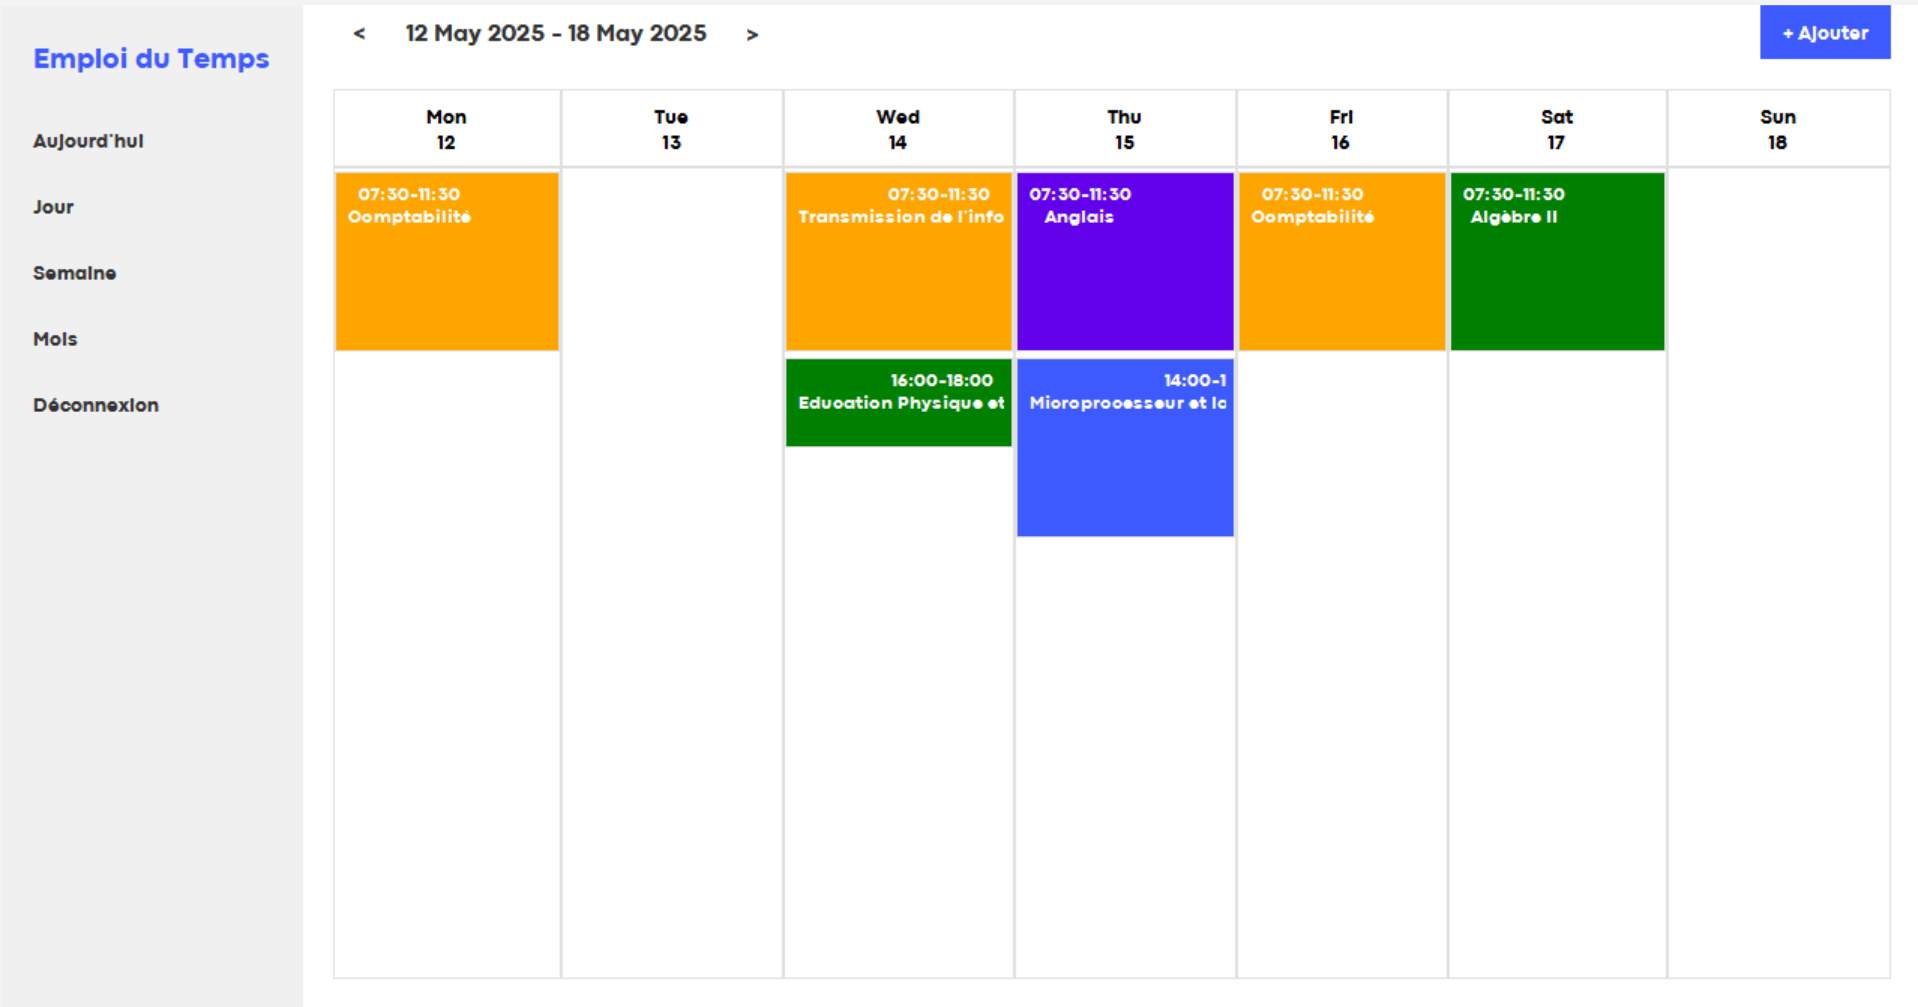 Emploi du Temps
Aujourd'hui
Jour
Semaine
Mois
Déconnexion
< 12 May 2025 - 18 May 2025 >
+ Ajouter
Mon
12
Tue
13
Wed
14
Thu
15
Fri
16
Sat
17
Sun
18
07:30-11:30
Comptabilité
07:30-11:30
Transmission de l'info
16:00-18:00
Education Physique et
07:30-11:30
Anglais
14:00-1
Microprocesseur et la
07:30-11:30
Comptabilité
07:30-11:30
Algèbre II